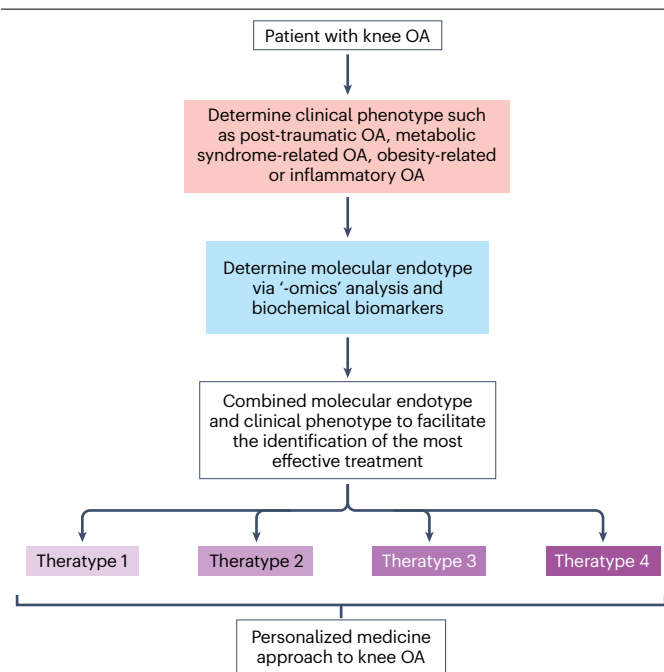 Patient with knee OA
Determine clinical phenotype such
as post-traumatic OA, metabolic
syndrome-related OA, obesity-related
or inflammatory OA
Determine molecular endotype
via ‘-omics’ analysis and
biochemical biomarkers
Combined molecular endotype
and clinical phenotype to facilitate
the identification of the most
effective treatment
Theratype 1
Theratype 2
Theratype 3
Theratype 4
Personalized medicine
approach to knee OA